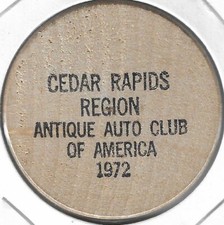 CEDAR RAPIDS
REGION
ANTIQUE AUTO CLUB
OF AMERICA
1972